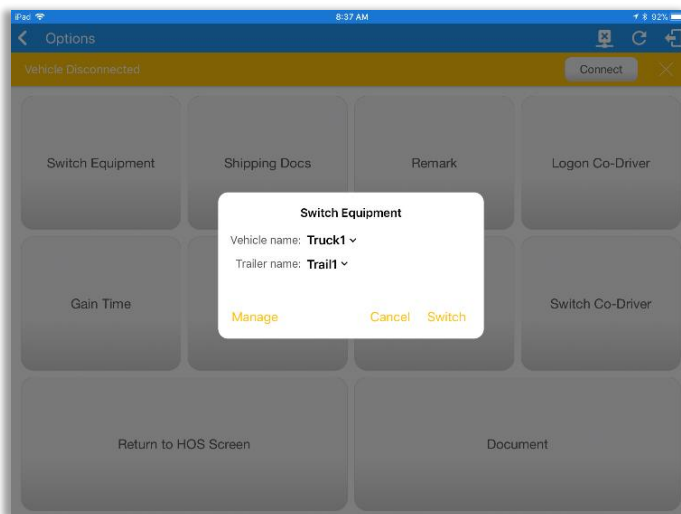 iPad 8:37 AM 92%
Options
Vehicle Disconnected Connect
Switch Equipment Shipping Docs Remark Logon Co-Driver
Switch Equipment
Vehicle name: Truck1
Trailer name: Trail1
Gain Time Switch Co-Driver
Manage Cancel Switch
Return to HOS Screen Document